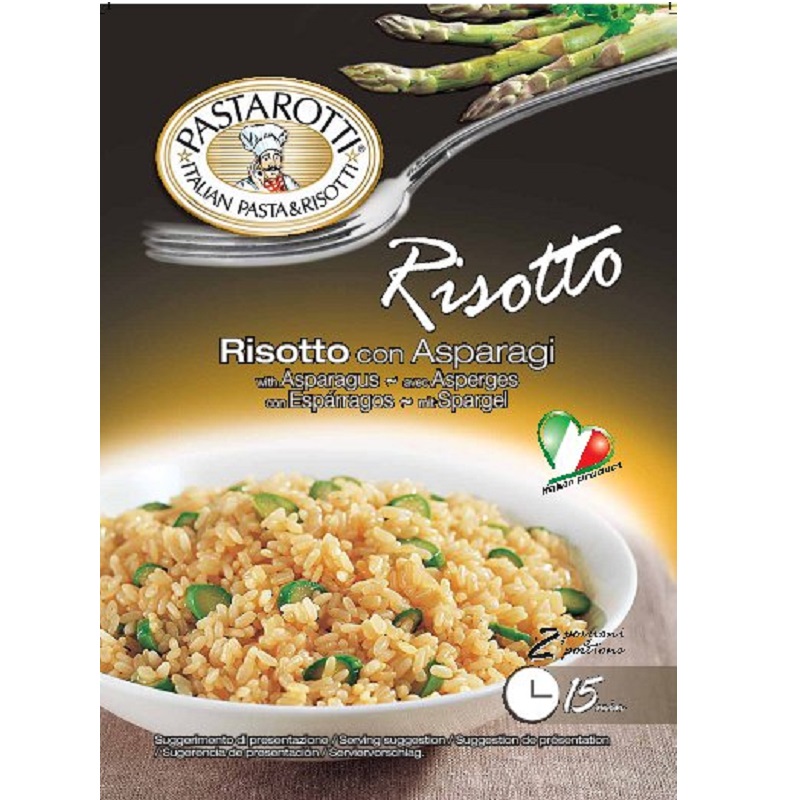 PASTAROTTI®
ITALIAN PASTA&RISOTTI
Risotto
Risotto con Asparagi
with Asparagus ~ avec Asperges
con Espárragos ~ mit Spargel
Italian product
2 porzioni
portions
15 min
Suggerimento di presentazione / Serving suggestion / Suggestion de présentation
/ Sugerencia de presentación / Serviervorschlag.